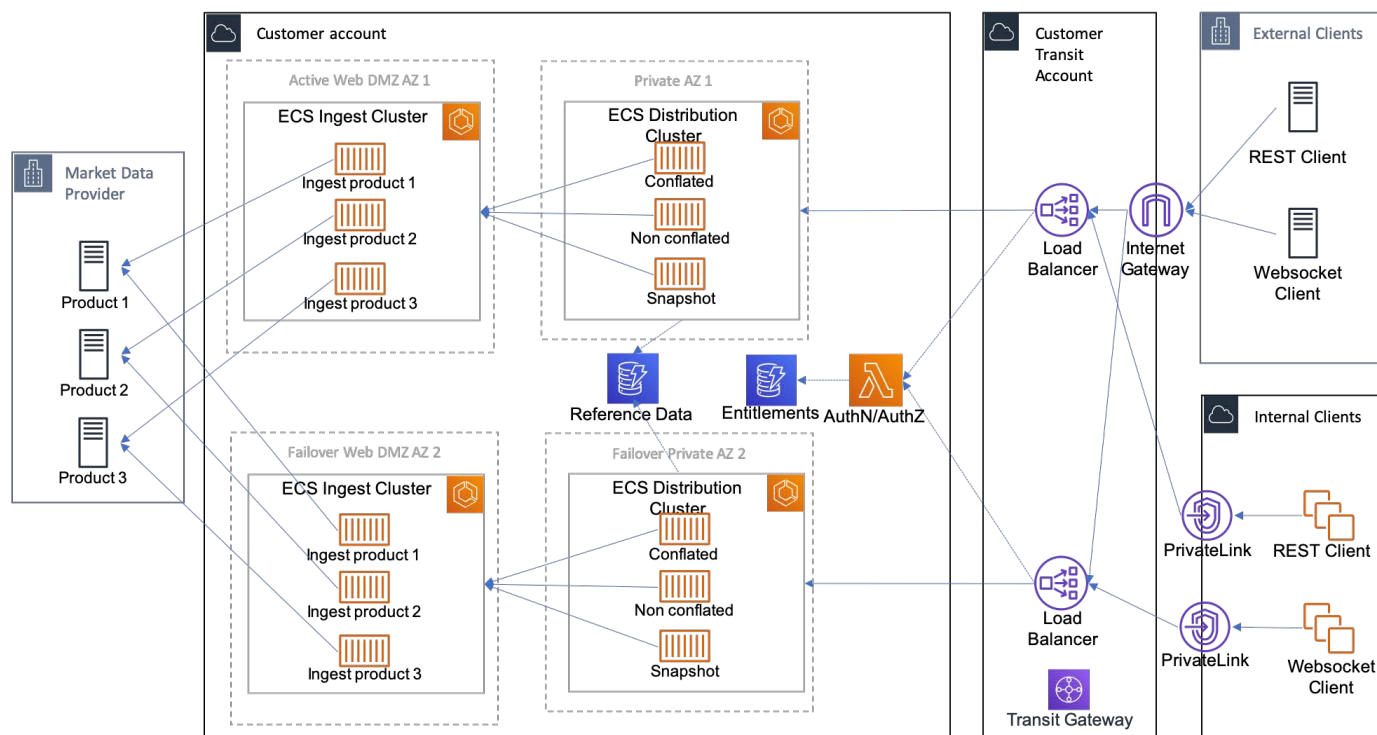 Customer account
Customer
Transit
Account
External Clients
Active Web DMZ AZ 1
Private AZ 1
ECS Ingest Cluster
ECS Distribution
Cluster
Market Data
Provider
Ingest product 1
Conflated
REST Client
Ingest product 2
Non conflated
Load
Balancer
Internet
Gateway
Product 1
Websocket
Client
Ingest product 3
Snapshot
Product 2
Reference Data
Entitlements
AuthN/AuthZ
Internal Clients
Product 3
Failover Web DMZ AZ 2
Failover Private AZ 2
ECS Ingest Cluster
ECS Distribution
Cluster
Ingest product 1
Conflated
PrivateLink
REST Client
Ingest product 2
Non conflated
Load
Balancer
Ingest product 3
Snapshot
PrivateLink
Websocket
Client
Transit Gateway